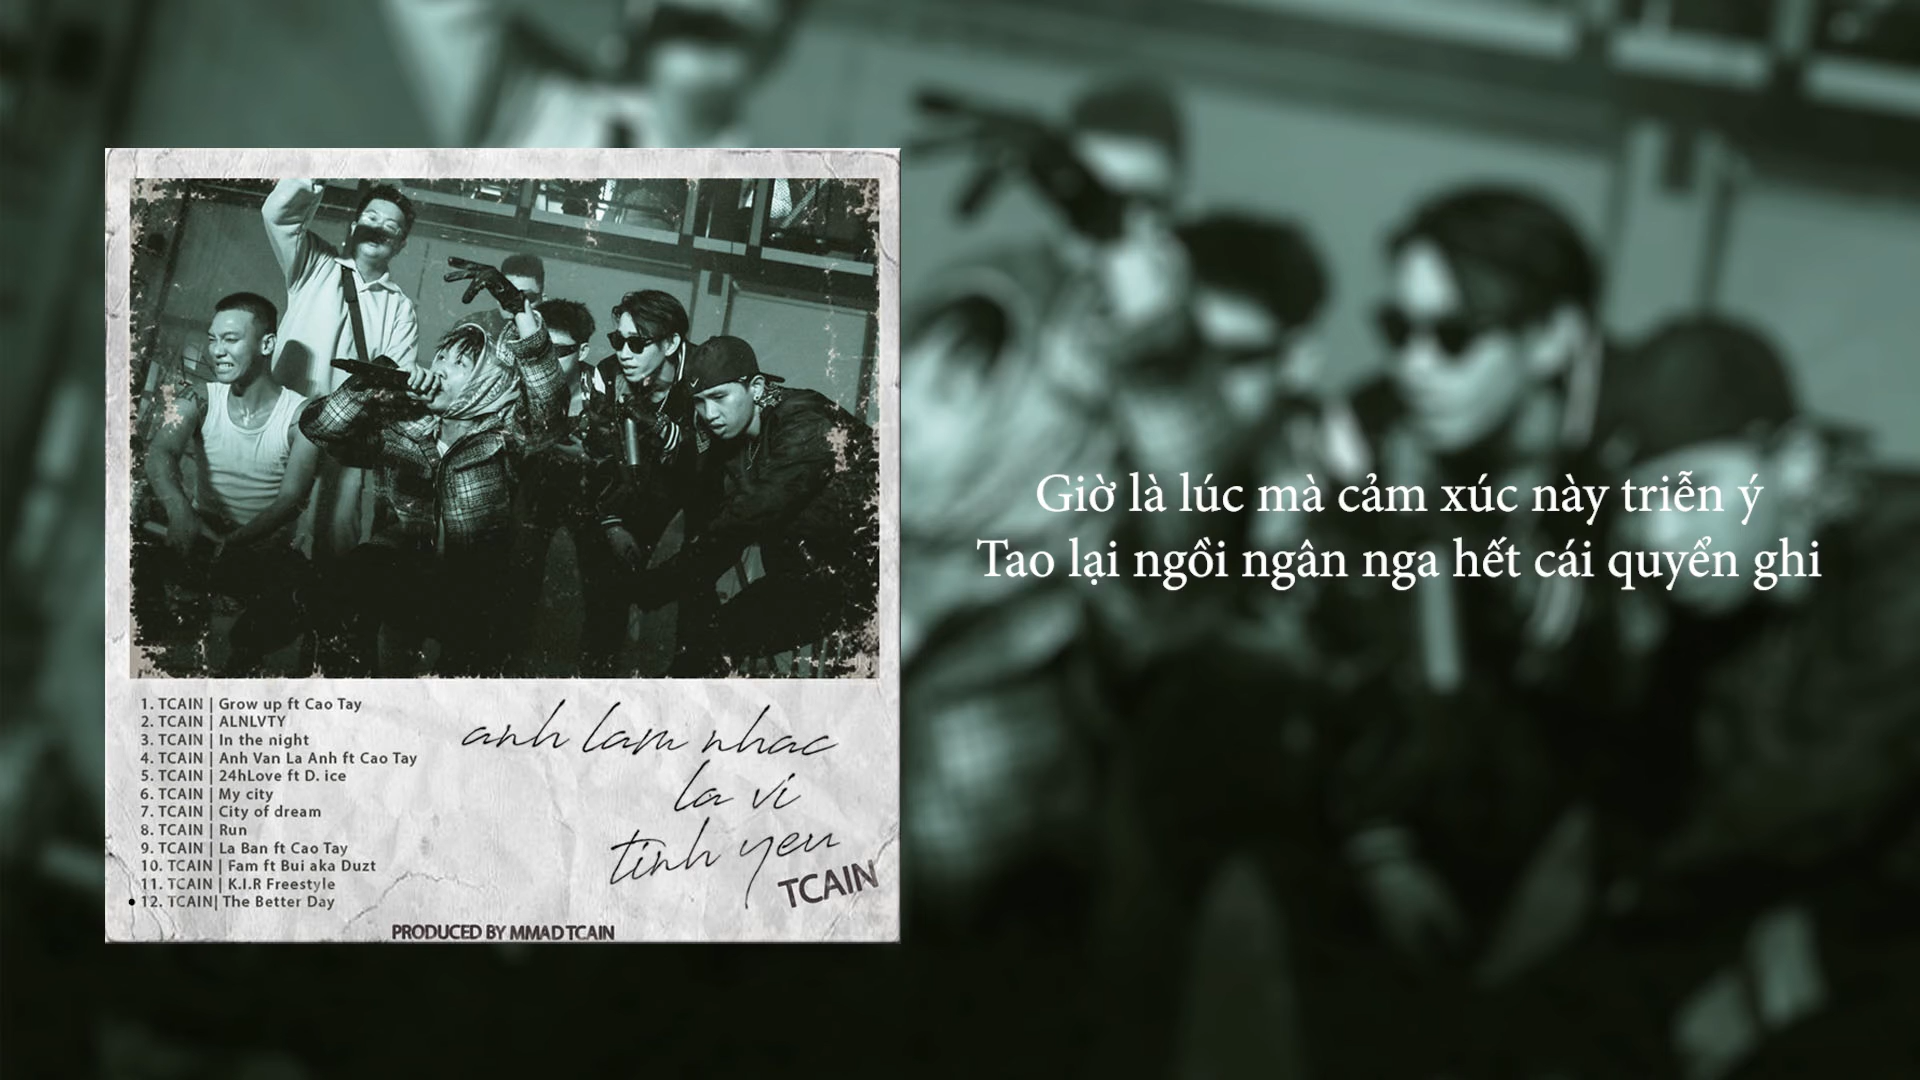 1. TCAIN | Grow up ft Cao Tay
2. TCAIN | ALNLVTY
3. TCAIN | In the night
4. TCAIN | Anh Van La Anh ft Cao Tay
5. TCAIN | 24hLove ft D. ice
6. TCAIN | My city
7. TCAIN | City of dream
8. TCAIN | Run
9. TCAIN | La Ban ft Cao Tay
10. TCAIN | Fam ft Bui aka Duzt
11. TCAIN | K.I.R Freestyle
• 12. TCAIN| The Better Day
anh lam nhac
la vi
tinh yeu
TCAIN
PRODUCED BY MMAD TCAIN
Giờ là lúc mà cảm xúc này triễn ý
Tao lại ngồi ngân nga hết cái quyển ghi